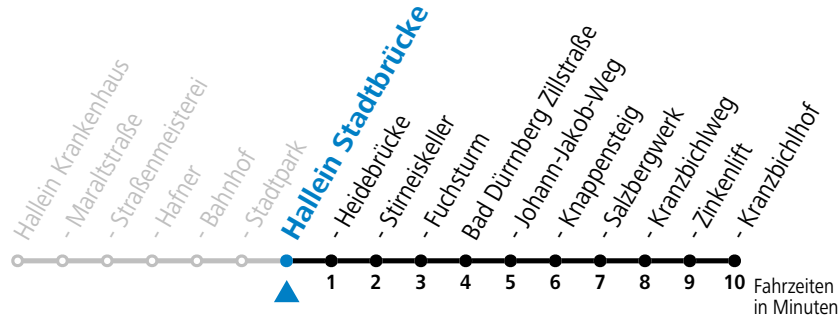 Hallein Krankenhaus
- Maraltstraße
- Straßenmeisterei
- Hafner
- Bahnhof
- Stadtpark
Hallein Stadtbrücke
- Heidebrücke
- Stirneiskeller
- Fuchsturm
Bad Dürrnberg Zillstraße
- Johann-Jakob-Weg
- Knappensteig
- Salzbergwerk
- Kranzbichlweg
- Zinkenlift
- Kranzbichlhof
1 2 3 4 5 6 7 8 9 10
Fahrzeiten
in Minuten